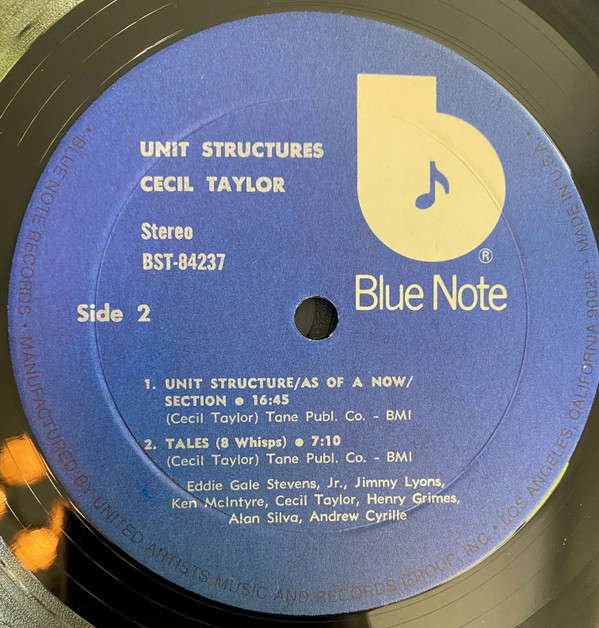 UNIT STRUCTURES
CECIL TAYLOR
Stereo
BST-84237
Side 2
®
Blue Note
1. UNIT STRUCTURE/AS OF A NOW/
SECTION ● 16:45
(Cecil Taylor) Tane Publ. Co. - BMI
2. TALES (8 Whisps) ● 7:10
(Cecil Taylor) Tane Publ. Co. - BMI
Eddie Gale Stevens, Jr., Jimmy Lyons,
Ken McIntyre, Cecil Taylor, Henry Grimes,
Alan Silva, Andrew Cyrille
• BLUE NOTE RECORDS • MANUFACTURED BY UNITED ARTISTS MUSIC AND RECORDS GROUP, INC. • LOS ANGELES, CALIFORNIA 90028 • MADE IN U.S.A.